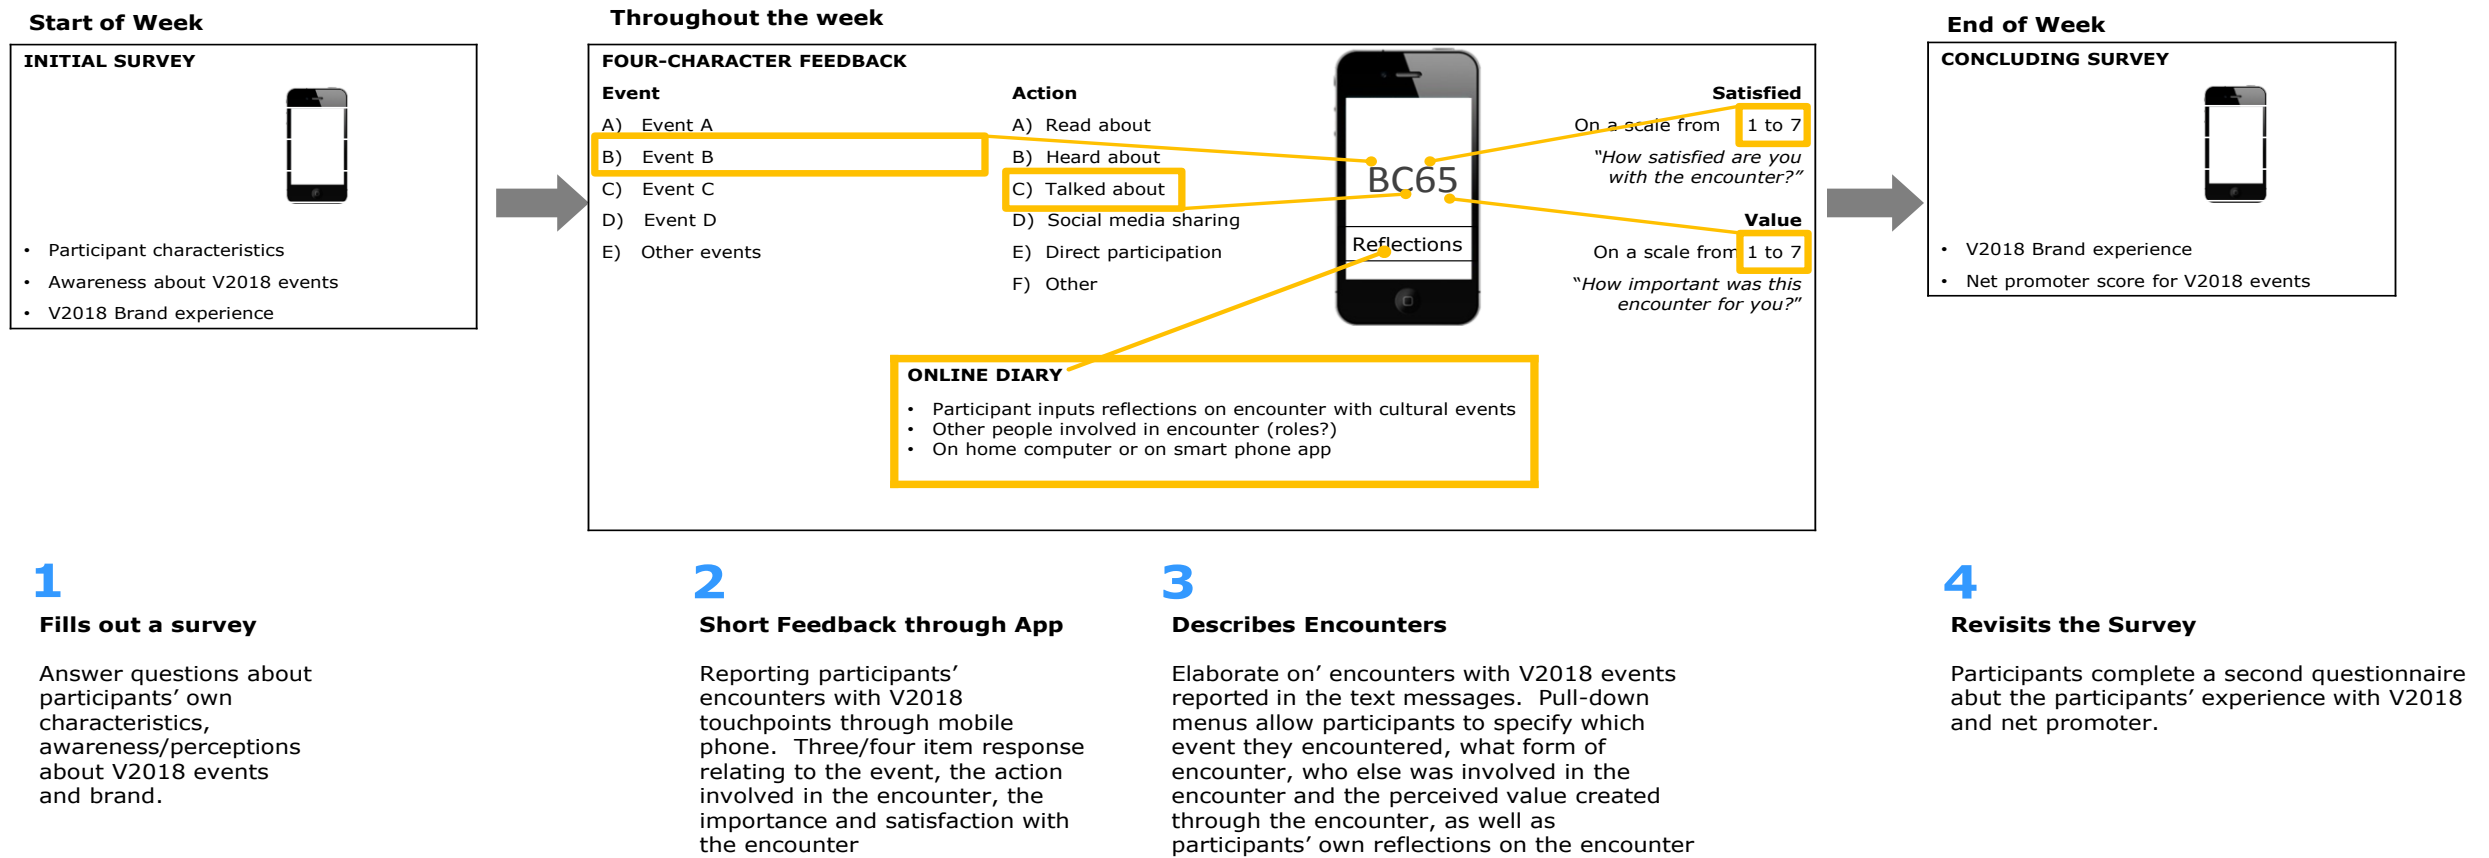 Start of Week
INITIAL SURVEY
• Participant characteristics
• Awareness about V2018 events
• V2018 Brand experience
Throughout the week
FOUR-CHARACTER FEEDBACK
Event
A) Event A
B) Event B
C) Event C
D) Event D
E) Other events
Action
A) Read about
B) Heard about
C) Talked about
D) Social media sharing
E) Direct participation
F) Other
BC65
Reflections
Satisfied
On a scale from 1 to 7
“How satisfied are you
with the encounter?”
Value
On a scale from 1 to 7
“How important was this
encounter for you?”
ONLINE DIARY
• Participant inputs reflections on encounter with cultural events
• Other people involved in encounter (roles?)
• On home computer or on smart phone app
End of Week
CONCLUDING SURVEY
• V2018 Brand experience
• Net promoter score for V2018 events
1
Fills out a survey
Answer questions about
participants’ own
characteristics,
awareness/perceptions
about V2018 events
and brand.
2
Short Feedback through App
Reporting participants’
encounters with V2018
touchpoints through mobile
phone. Three/four item response
relating to the event, the action
involved in the encounter, the
importance and satisfaction with
the encounter
3
Describes Encounters
Elaborate on’ encounters with V2018 events
reported in the text messages. Pull-down
menus allow participants to specify which
event they encountered, what form of
encounter, who else was involved in the
encounter and the perceived value created
through the encounter, as well as
participants’ own reflections on the encounter
4
Revisits the Survey
Participants complete a second questionnaire
abut the participants’ experience with V2018
and net promoter.